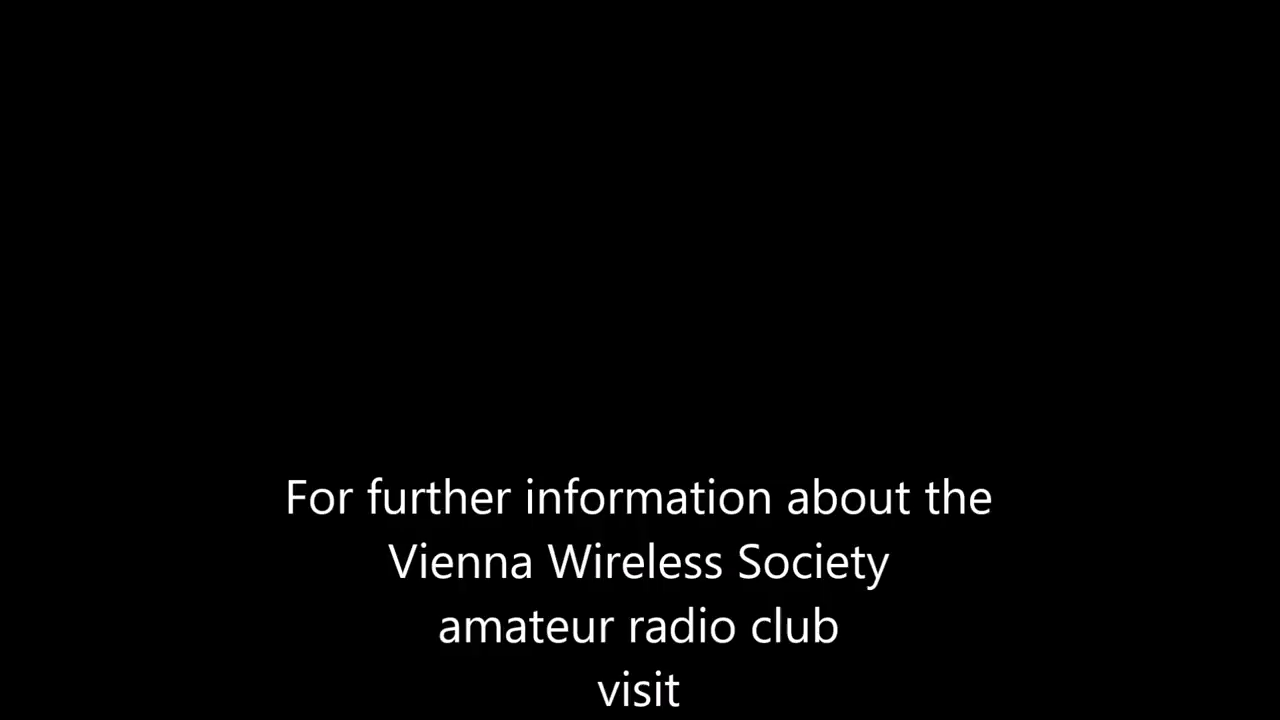 For further information about the
Vienna Wireless Society
amateur radio club
visit